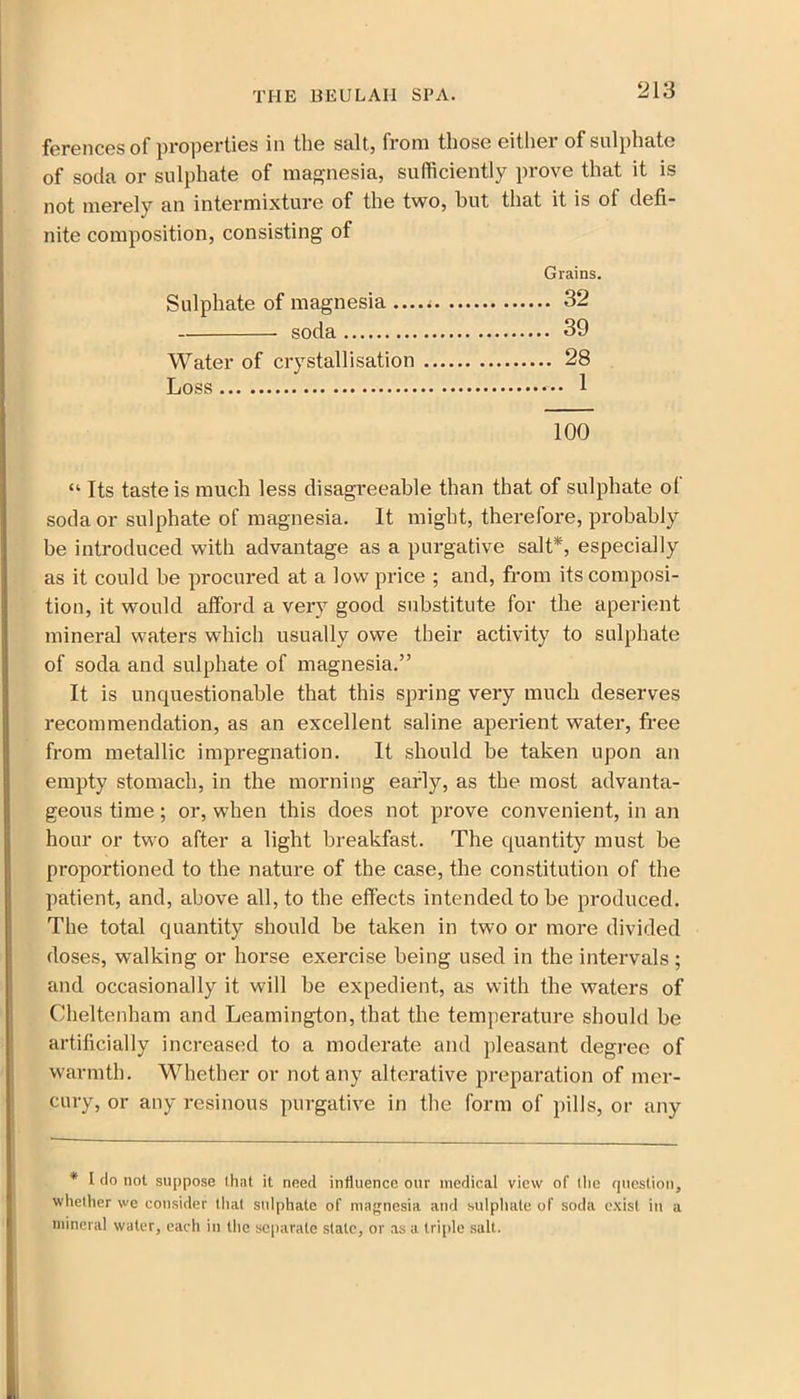 THE BEULAH SPA.
213
ferences of properties in the salt, from those either of sulphate
of soda or sulphate of magnesia, sufficiently prove that it is
not merely an intermixture of the two, but that it is of defi-
nite composition, consisting of
Grains.
Sulphate of magnesia ................. 32
——— soda ........................ 39
Water of crystallisation ............... 28
Loss ....................................... 1
100
“ Its taste is much less disagreeable than that of sulphate of
soda or sulphate of magnesia. It might, therefore, probably
be introduced with advantage as a purgative salt*, especially
as it could be procured at a low price ; and, from its composi-
tion, it would afford a very good substitute for the aperient
mineral waters which usually owe their activity to sulphate
of soda and sulphate of magnesia.”
It is unquestionable that this spring very much deserves
recommendation, as an excellent saline aperient water, free
from metallic impregnation. It should be taken upon an
empty stomach, in the morning early, as the most advanta-
geous time ; or, when this does not prove convenient, in an
hour or two after a light breakfast. The quantity must be
proportioned to the nature of the case, the constitution of the
patient, and, above all, to the effects intended to be produced.
The total quantity should be taken in two or more divided
doses, walking or horse exercise being used in the intervals ;
and occasionally it will be expedient, as with the waters of
Cheltenham and Leamington, that the temperature should be
artificially increased to a moderate and pleasant degree of
warmth. Whether or not any alterative preparation of mer-
cury, or any resinous purgative in the form of pills, or any
* I do not suppose that it need influence our medical view of the question,
whether we consider that sulphate of magnesia and sulphate of soda exist in a
mineral water, each in the separate state, or as a triple salt.